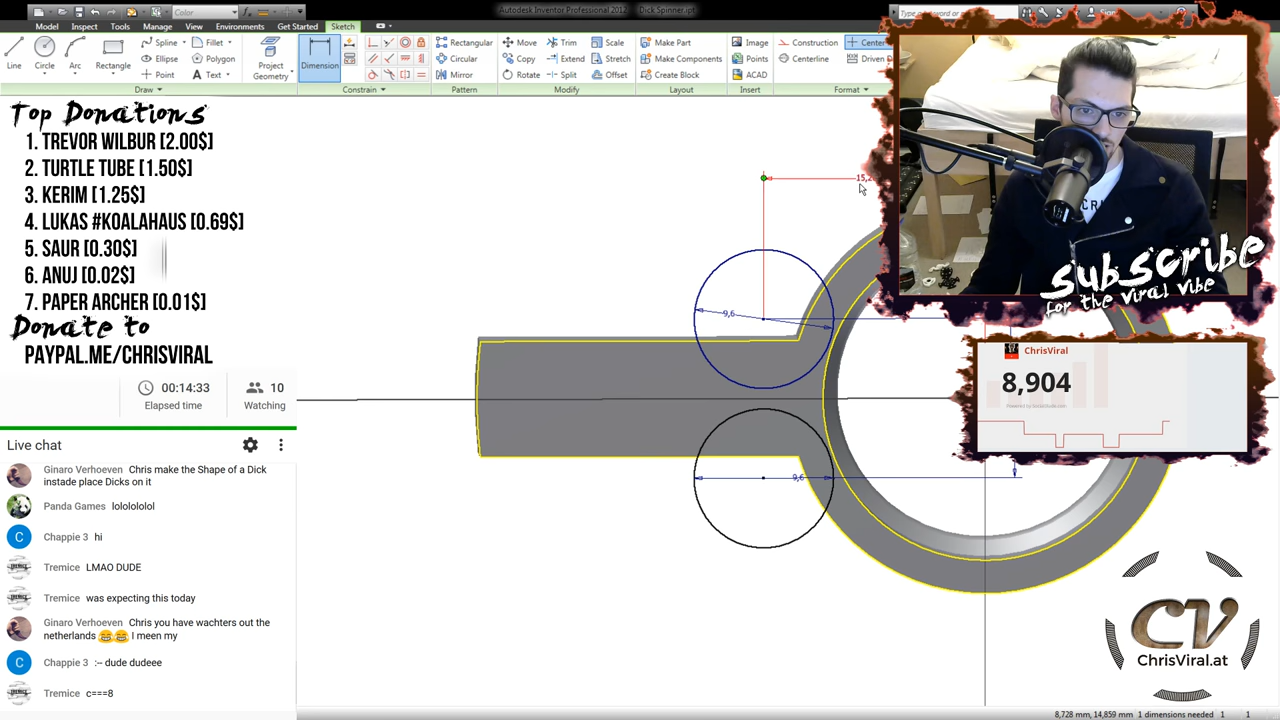 Autodesk Inventor Professional 2012 Dick Spinner.ipt
Color
Model Inspect Tools Manage View Environments Get Started Sketch
Line
Circle
Arc
Rectangle
Spline
Ellipse
Point
Fillet
Polygon
Text
Project
Geometry
Dimension
Rectangular
Circular
Mirror
Move
Copy
Rotate
Trim
Extend
Split
Scale
Stretch
Offset
Make Part
Make Components
Create Block
Image
Points
ACAD
Construction
Centerline
Center
Driven D
Draw
Constrain
Pattern
Modify
Layout
Insert
Format
Top Donations
1. TREVOR WILBUR [2.00$]
2. TURTLE TUBE [1.50$]
3. KERIM [1.25$]
4. LUKAS #KOALAHAUS [0.69$]
5. SAUR [0.30$]
6. ANUJ [0.02$]
7. PAPER ARCHER [0.01$]
Donate to
PAYPAL.ME/CHRISVIRAL
00:14:33
Elapsed time
10
Watching
Live chat
Ginaro Verhoeven Chris make the Shape of a Dick
instade place Dicks on it
Panda Games lolololololol
C Chappie 3 hi
Tremice LMAO DUDE
Tremice was expecting this today
Ginaro Verhoeven Chris you have wachters out the
netherlands 😂😂 I meen my
C Chappie 3 :-- dude dudeee
Tremice c===8
9,6
9,6
Subscribe
for the viral vibe
ChrisViral
8,904
CV
ChrisViral.at
8,728 mm, 14,859 mm 1 dimensions needed 1 1